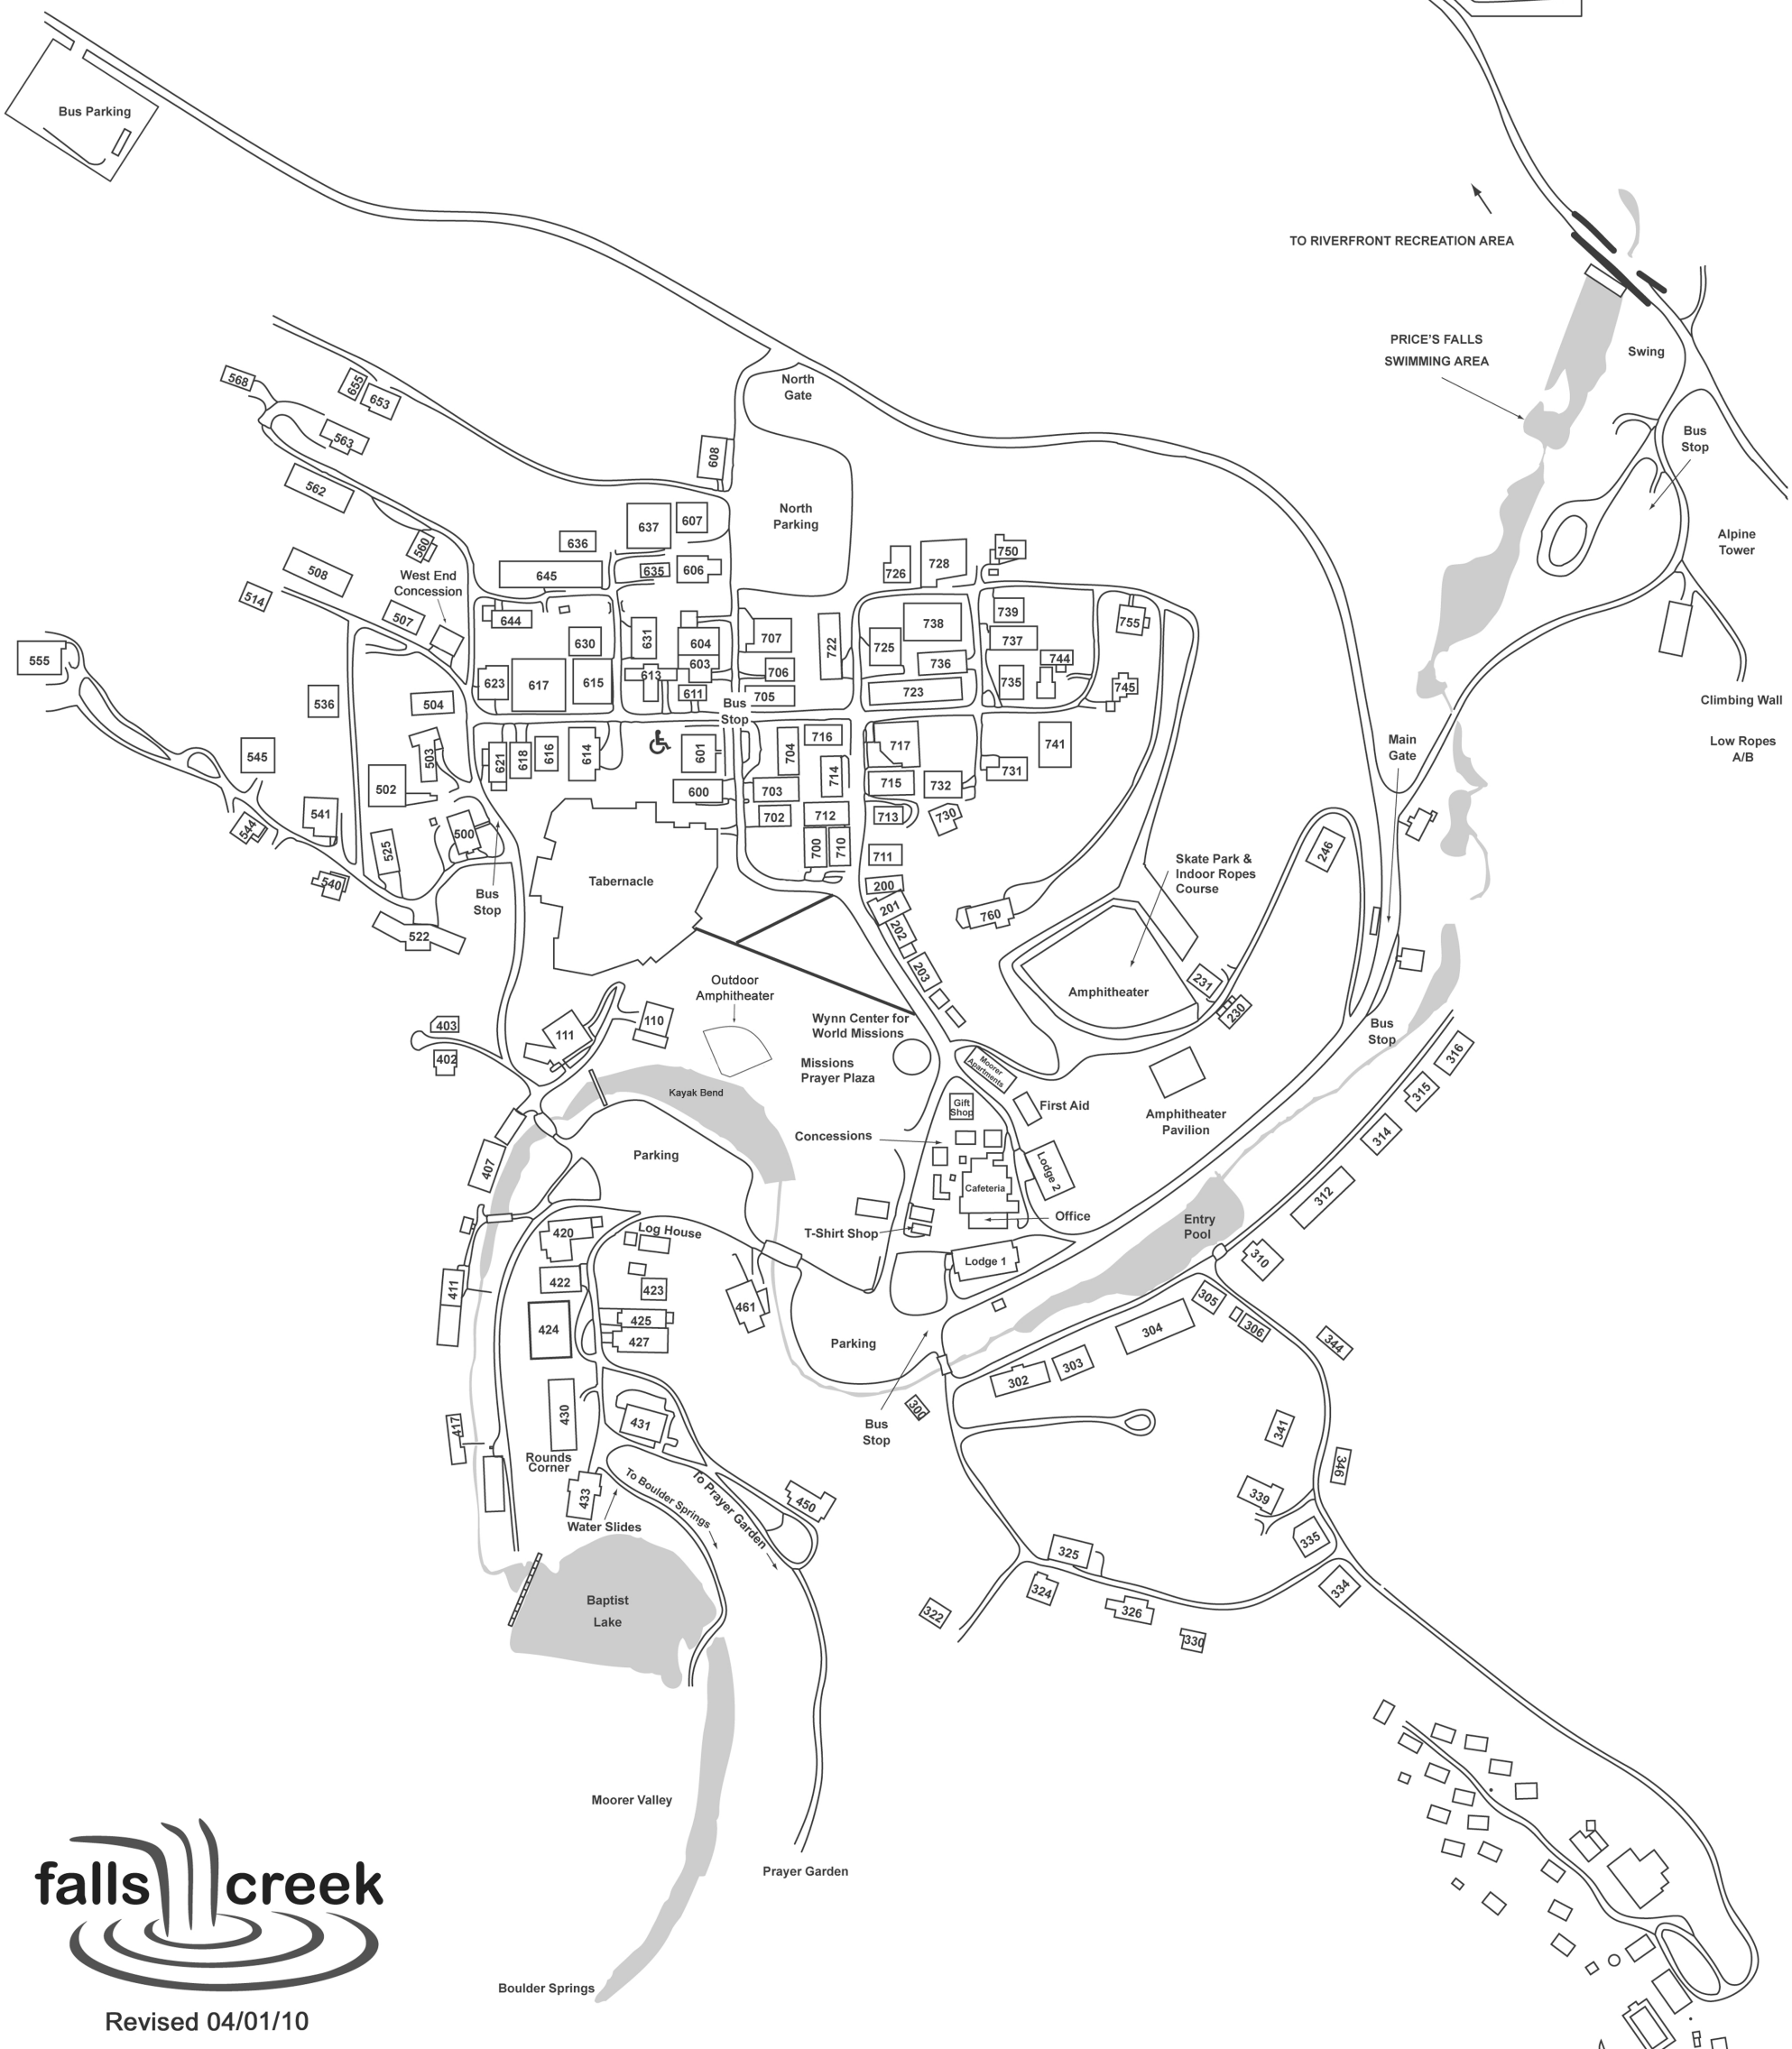 Bus Parking
TO RIVERFRONT RECREATION AREA
PRICE'S FALLS
SWIMMING AREA
Swing
Bus
Stop
Alpine
Tower
Climbing Wall
Low Ropes
A/B
Main
Gate
North
Gate
North
Parking
568
655
653
563
562
560
508
514
507
West End
Concession
555
536
545
544
541
540
504
503
502
500
525
522
Bus
Stop
608
637
607
636
635
606
645
644
631
630
604
603
613
611
623
617
615
621
618
616
614
601
600
Bus
Stop
707
706
705
722
704
716
714
703
702
712
700
710
726
728
750
738
739
725
736
737
723
735
744
755
745
717
715
713
732
730
731
741
711
200
201
202
203
760
246
Tabernacle
Skate Park &
Indoor Ropes
Course
Amphitheater
231
230
Bus
Stop
Outdoor
Amphitheater
Wynn Center for
World Missions
Missions
Prayer Plaza
Moorer
Apartments
Gift
Shop
First Aid
Amphitheater
Pavilion
Concessions
Cafeteria
Lodge 2
Office
T-Shirt Shop
Lodge 1
Entry
Pool
403
402
111
110
Kayak Bend
Parking
407
411
417
420
Log House
422
423
424
425
427
461
430
431
Rounds
Corner
433
Water Slides
To Boulder Springs
To Prayer Garden
450
Parking
Bus
Stop
300
302
303
304
305
306
310
312
314
315
316
344
341
346
339
335
334
325
324
322
326
330
Baptist
Lake
Moorer Valley
Prayer Garden
Boulder Springs
falls creek
Revised 04/01/10